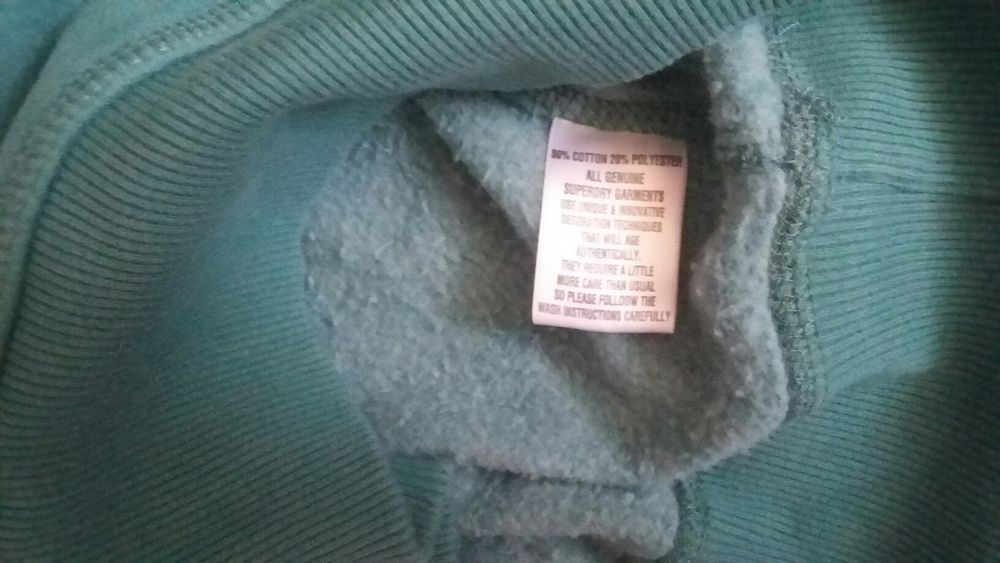 80% COTTON 20% POLYESTER
ALL GENUINE
SUPERDRY GARMENTS
USE UNIQUE & INNOVATIVE
DECORATION TECHNIQUES
THAT WILL AGE
AUTHENTICALLY.
THEY REQUIRE A LITTLE
MORE CARE THAN USUAL
SO PLEASE FOLLOOW THE
WASH INSTRUCTIONS CAREFULLY